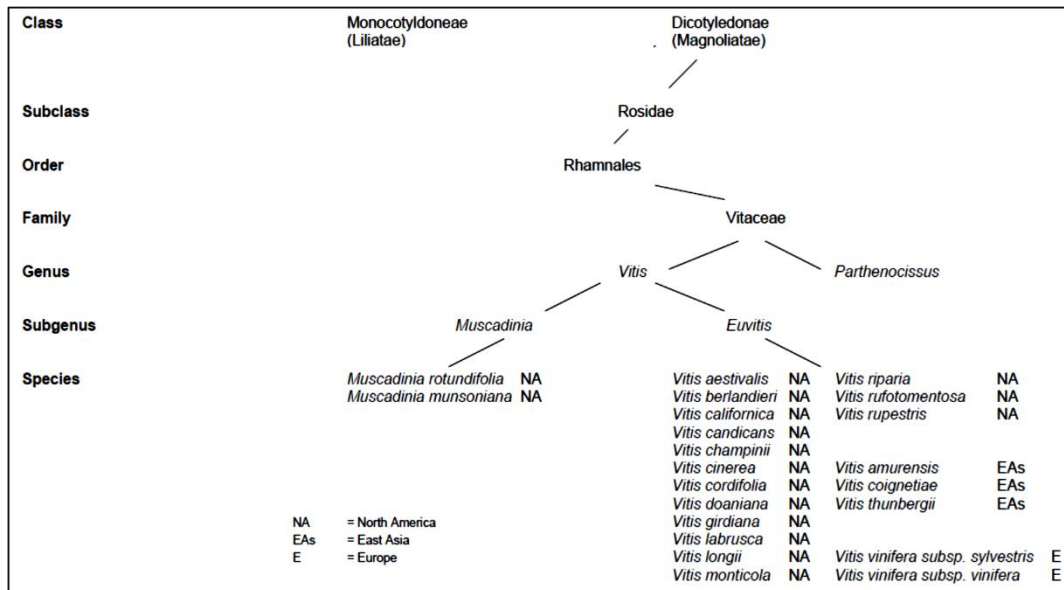 Class Monocotyldoneae Dicotyledonae
(Liliatae) (Magnoliatae)
Subclass Rosidae
Order Rhamnales
Family Vitaceae
Genus Vitis Parthenocissus
Subgenus Muscadinia Euvitis
Species Muscadinia rotundifolia NA Vitis aestivalis NA Vitis riparia NA
Muscadinia munsoniana NA Vitis berlandieri NA Vitis rufotomentosa NA
Vitis californica NA Vitis rupestris NA
Vitis candicans NA
Vitis champinii NA
Vitis cinerea NA Vitis amurensis EAs
Vitis cordifolia NA Vitis coignetiae EAs
Vitis doaniana NA Vitis thunbergii EAs
NA = North America Vitis girdiana NA
EAs = East Asia Vitis labrusca NA
E = Europe Vitis longii NA Vitis vinifera subsp. sylvestris E
Vitis monticola NA Vitis vinifera subsp. vinifera E